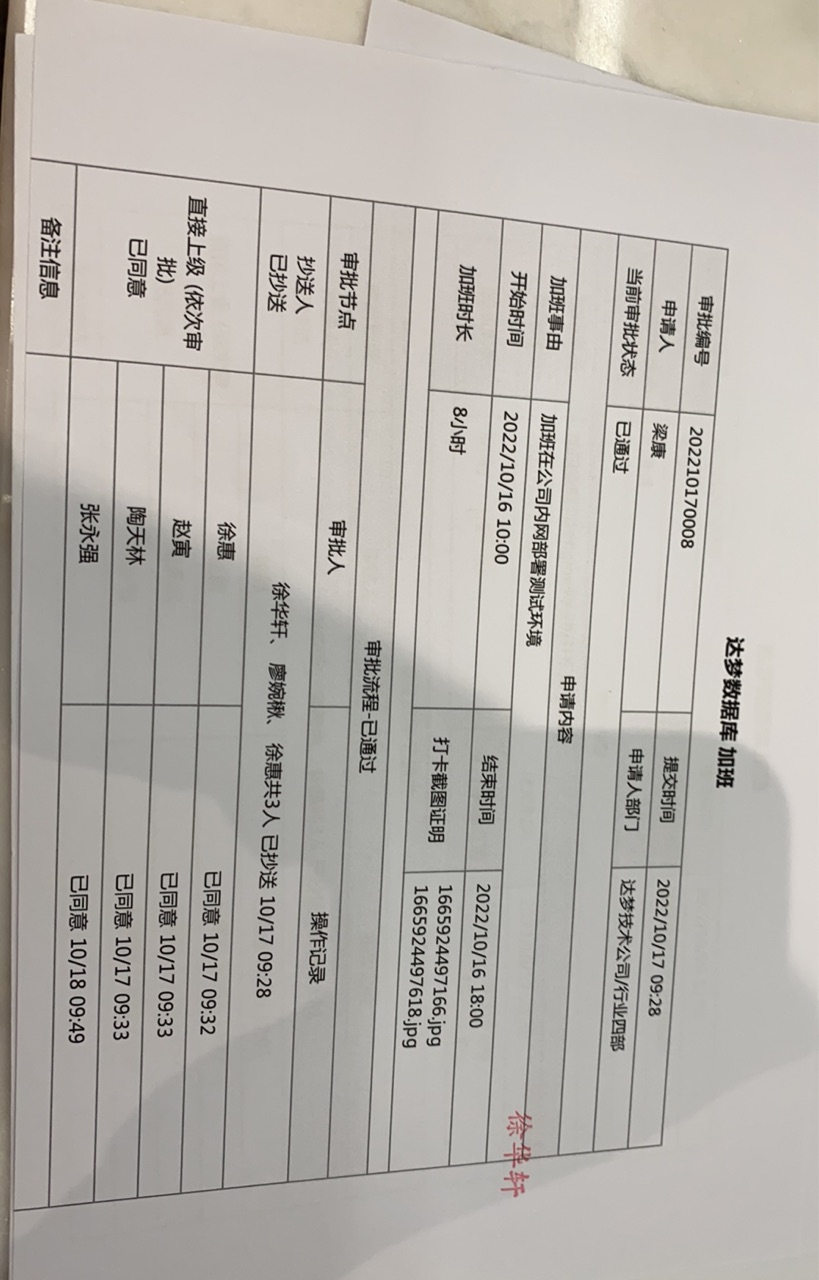 达梦数据库 加班
审批编号 202210170008 提交时间 2022/10/17 09:28
申请人 梁康 申请人部门 达梦技术公司/行业四部
当前审批状态 已通过
申请内容
加班事由 加班在公司内网部署测试环境
徐华轩
开始时间 2022/10/16 10:00 结束时间 2022/10/16 18:00
加班时长 8小时 打卡截图证明 1665924497166.jpg
1665924497618.jpg
审批流程-已通过
审批节点 审批人 操作记录
抄送人
已抄送
徐华轩、 廖婉楸、 徐惠共3人 已抄送 10/17 09:28
直接上级 (依次审
批)
已同意
徐惠 已同意 10/17 09:32
赵寅 已同意 10/17 09:33
陶天林 已同意 10/17 09:33
张永强 已同意 10/18 09:49
备注信息